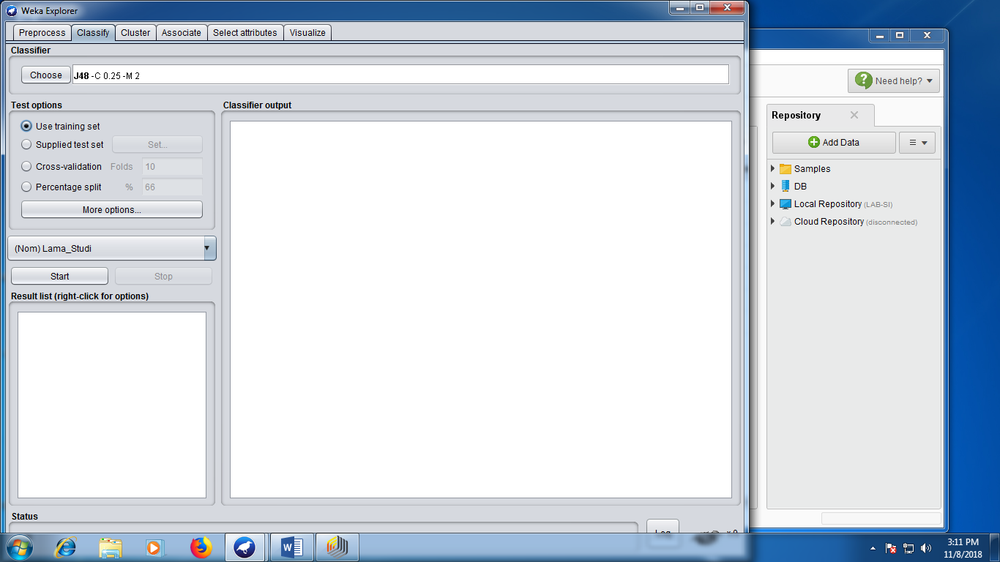 Weka Explorer
Preprocess Classify Cluster Associate Select attributes Visualize
Classifier
Choose J48 -C 0.25 -M 2
Test options
Use training set
Supplied test set Set...
Cross-validation Folds 10
Percentage split % 66
More options...
(Nom) Lama_Studi
Start Stop
Result list (right-click for options)
Classifier output
Status
Log x 0
Need help?
Repository
Add Data
Samples
DB
Local Repository (LAB-SI)
Cloud Repository (disconnected)
3:11 PM
11/8/2018